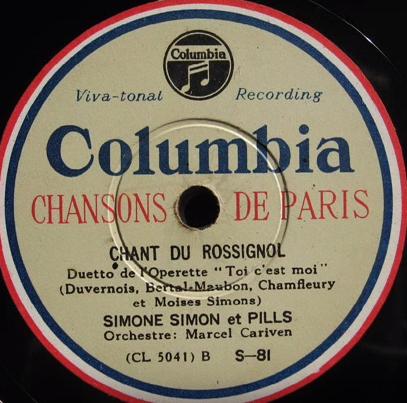 Columbia
Viva-tonal Recording
Columbia
CHANSONS DE PARIS
CHANT DU ROSSIGNOL
Duetto de l'Operette "Toi c'est moi"
(Duvernois, Bertal-Maubon, Chamfleury
et Moises Simons)
SIMONE SIMON et PILLS
Orchestre: Marcel Cariven
(CL 5041) B S-81